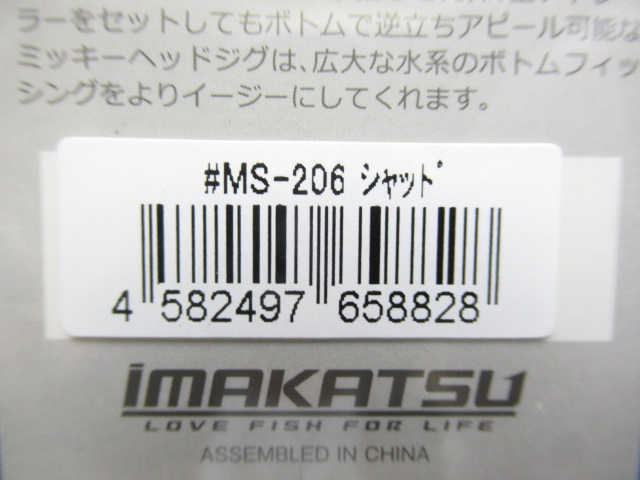 ラーをセットしてもボトムで逆立ちアピール可能な
ミッキーヘッドジグは、広大な水系のボトムフィッ
シングをよりイージーにしてくれます。
#MS-206 ｼｬｯﾄﾞ
4 582497 658828
iMAKATSU
LOVE FISH FOR LIFE
ASSEMBLED IN CHINA